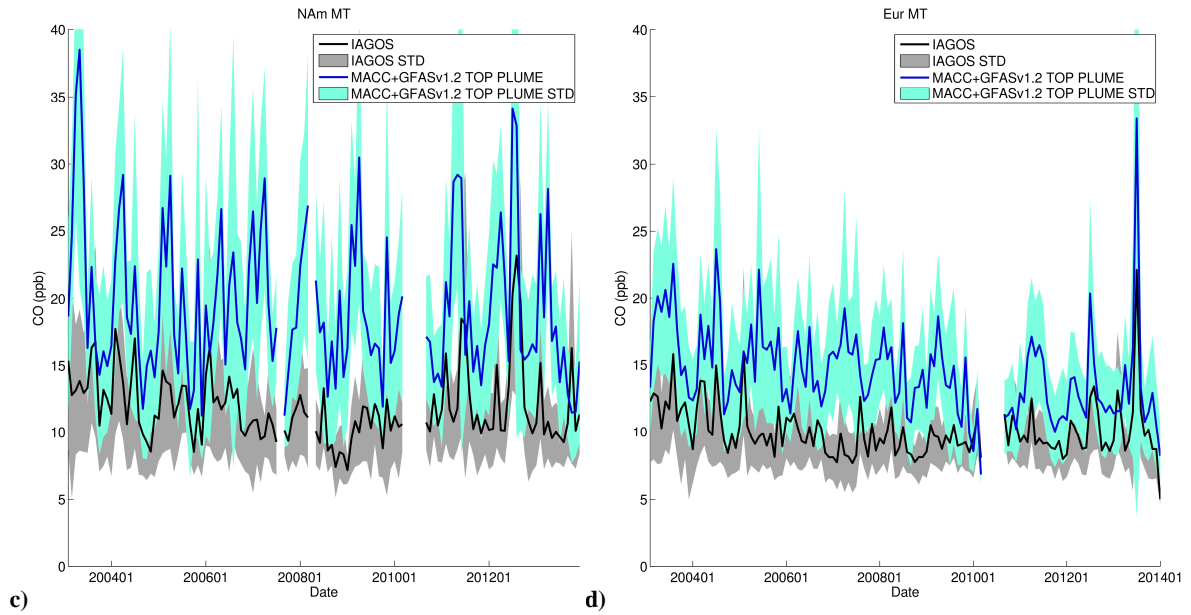 NAm MT
40
35
30
25
20
15
10
5
0
CO (ppb)
200401
200601
200801
201001
201201
Date
IAGOS
IAGOS STD
MACC+GFASv1.2 TOP PLUME
MACC+GFASv1.2 TOP PLUME STD
c)
Eur MT
40
35
30
25
20
15
10
5
0
CO (ppb)
200401
200601
200801
201001
201201
201401
Date
IAGOS
IAGOS STD
MACC+GFASv1.2 TOP PLUME
MACC+GFASv1.2 TOP PLUME STD
d)